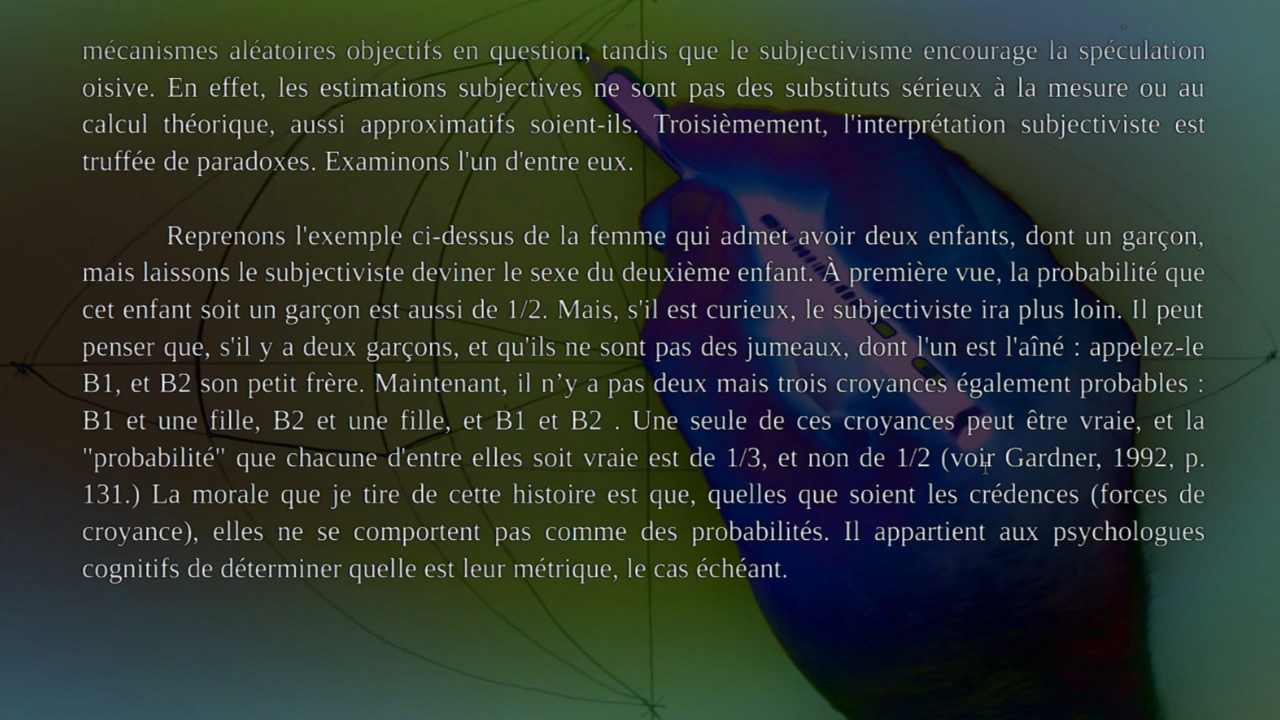 mécanismes aléatoires objectifs en question, tandis que le subjectivisme encourage la spéculation
oisive. En effet, les estimations subjectives ne sont pas des substituts sérieux à la mesure ou au
calcul théorique, aussi approximatifs soient-ils. Troisièmement, l'interprétation subjectiviste est
truffée de paradoxes. Examinons l'un d'entre eux.
Reprenons l'exemple ci-dessus de la femme qui admet avoir deux enfants, dont un garçon,
mais laissons le subjectiviste deviner le sexe du deuxième enfant. À première vue, la probabilité que
cet enfant soit un garçon est aussi de 1/2. Mais, s'il est curieux, le subjectiviste ira plus loin. Il peut
penser que, s'il y a deux garçons, et qu'ils ne sont pas des jumeaux, dont l'un est l'aîné : appelez-le
B1, et B2 son petit frère. Maintenant, il n’y a pas deux mais trois croyances également probables :
B1 et une fille, B2 et une fille, et B1 et B2 . Une seule de ces croyances peut être vraie, et la
"probabilité" que chacune d'entre elles soit vraie est de 1/3, et non de 1/2 (voir Gardner, 1992, p.
131.) La morale que je tire de cette histoire est que, quelles que soient les crédences (forces de
croyance), elles ne se comportent pas comme des probabilités. Il appartient aux psychologues
cognitifs de déterminer quelle est leur métrique, le cas échéant.